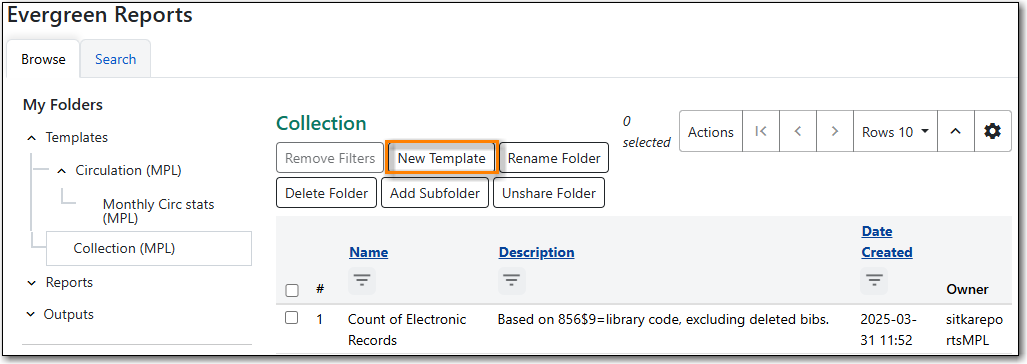 Evergreen Reports
Browse
Search
My Folders
Templates
Circulation (MPL)
Monthly Circ stats
(MPL)
Collection (MPL)
Reports
Outputs
Collection
0
selected
Actions
Rows 10
Remove Filters
New Template
Rename Folder
Delete Folder
Add Subfolder
Unshare Folder
# Name Description Date
Created Owner
1 Count of Electronic Based on 856$9=library code, excluding deleted bibs. 2025-03- sitkarepo
Records 31 11:52 rtsMPL